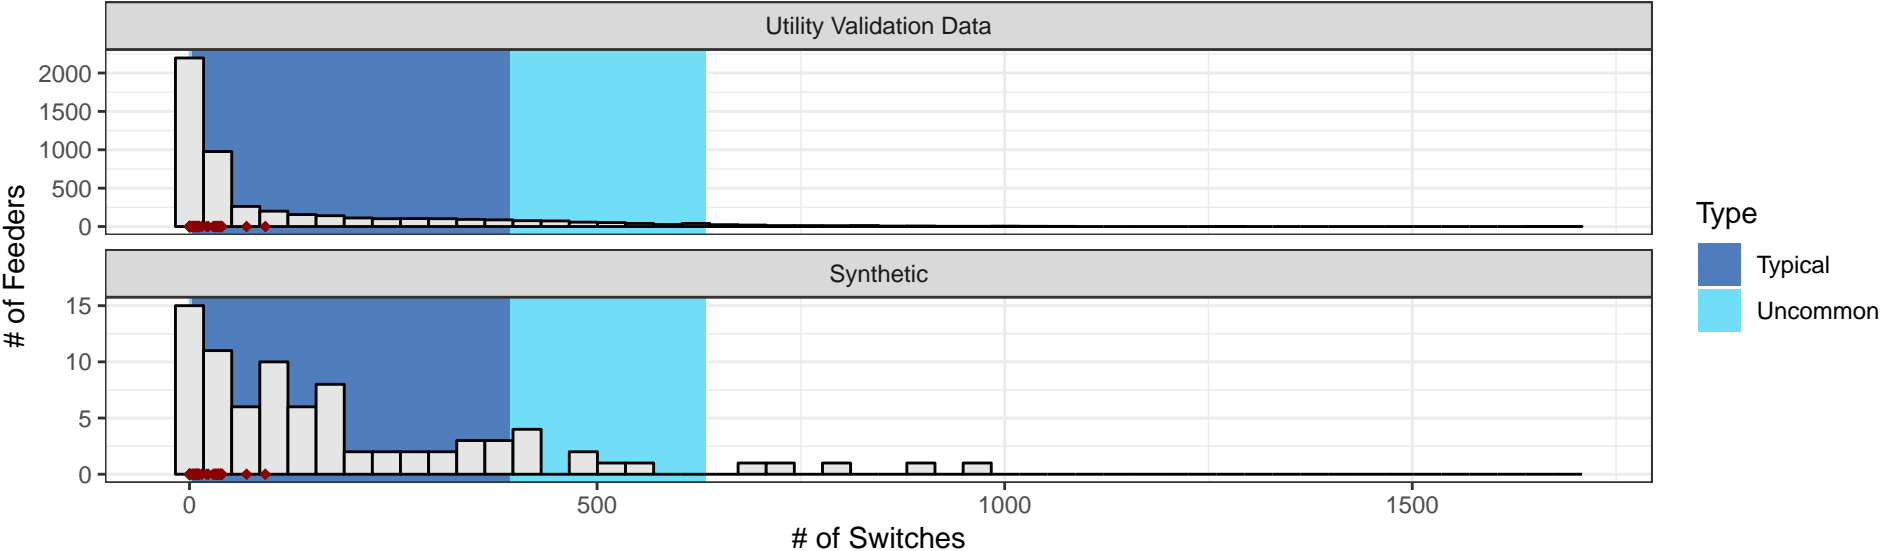 Utility Validation Data
2000
1500
1000
500
0
Synthetic
15
10
5
0
0 500 1000 1500
# of Switches
# of Feeders
Type
Typical
Uncommon